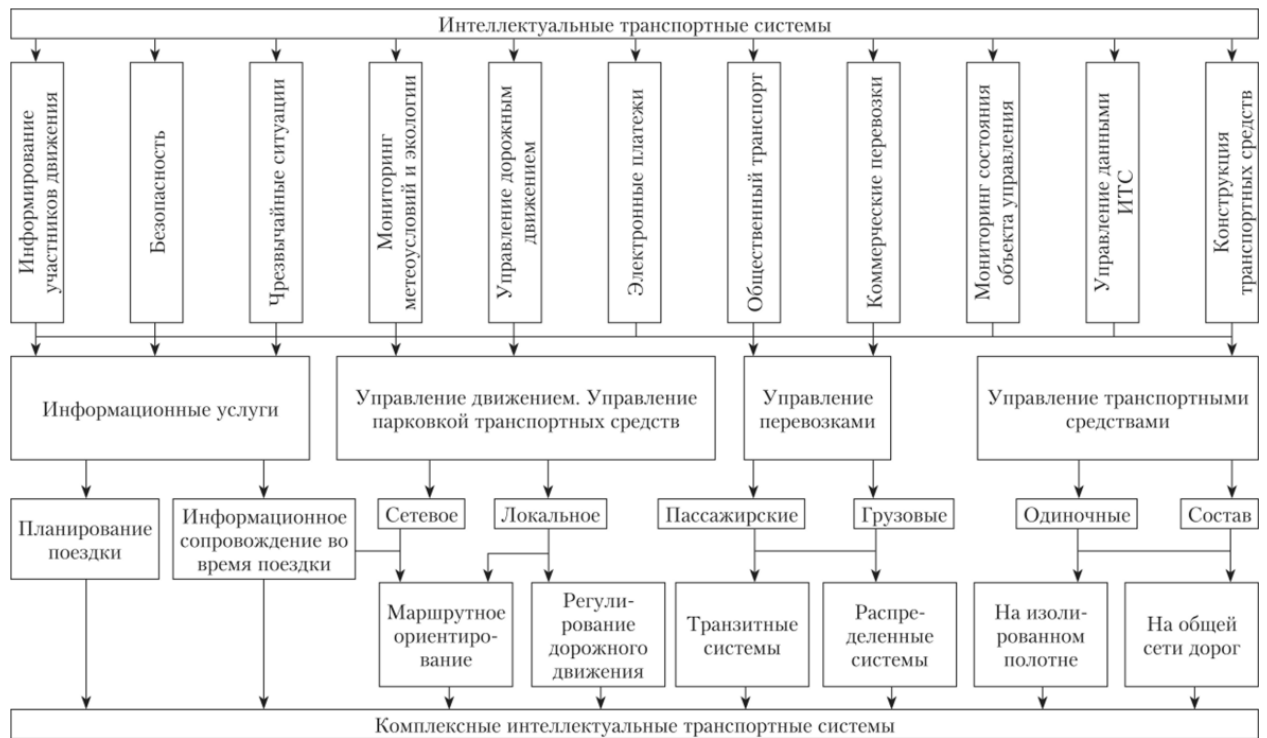 Интеллектуальные транспортные системы
Информирование
участников движения
Безопасность
Чрезвычайные ситуации
Мониторинг
метеоусловий и экологии
Управление дорожным
движением
Электронные платежи
Общественный транспорт
Коммерческие перевозки
Мониторинг состояния
объекта управления
Управление данными
ИТС
Конструкция
транспортных средств
Информационные услуги
Управление движением. Управление
парковкой транспортных средств
Управление
перевозками
Управление транспортными
средствами
Планирование
поездки
Информационное
сопровождение во
время поездки
Сетевое
Локальное
Пассажирские
Грузовые
Одиночные
Состав
Маршрутное
ориентиро-
вание
Регули-
рование
дорожного
движения
Транзитные
системы
Распре-
деленные
системы
На изоли-
рованном
полотне
На общей
сети дорог
Комплексные интеллектуальные транспортные системы